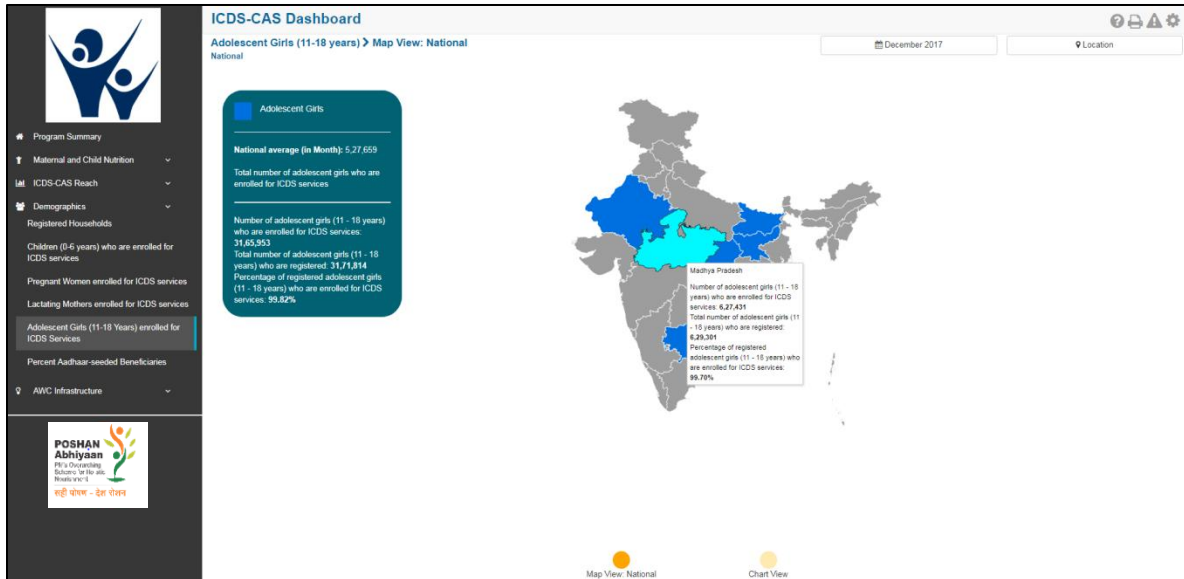 ICDS-CAS Dashboard
Adolescent Girls (11-18 years) > Map View: National
National
December 2017
Location
Program Summary
Maternal and Child Nutrition
ICDS-CAS Reach
Demographics
Registered Households
Children (0-6 years) who are enrolled for
ICDS services
Pregnant Women enrolled for ICDS services
Lactating Mothers enrolled for ICDS services
Adolescent Girls (11-18 Years) enrolled for
ICDS Services
Percent Aadhaar-seeded Beneficiaries
AWC Infrastructure
POSHAN
Abhiyaan
PM's Overarching
सही पोषण - देश रोशन
Adolescent Girls
National average (in Month): 5,27,659
Total number of adolescent girls who are
enrolled for ICDS services
Number of adolescent girls (11 - 18 years)
who are enrolled for ICDS services:
31,65,953
Total number of adolescent girls (11 - 18
years) who are registered: 31,71,814
Percentage of registered adolescent girls
(11 - 18 years) who are enrolled for ICDS
services: 99.82%
Madhya Pradesh
Number of adolescent girls (11 - 18
years) who are enrolled for ICDS
services: 6,27,431
Total number of adolescent girls (11
- 18 years) who are registered:
6,29,301
Percentage of registered
adolescent girls (11 - 18 years) who
are enrolled for ICDS services:
99.70%
Map View: National
Chart View